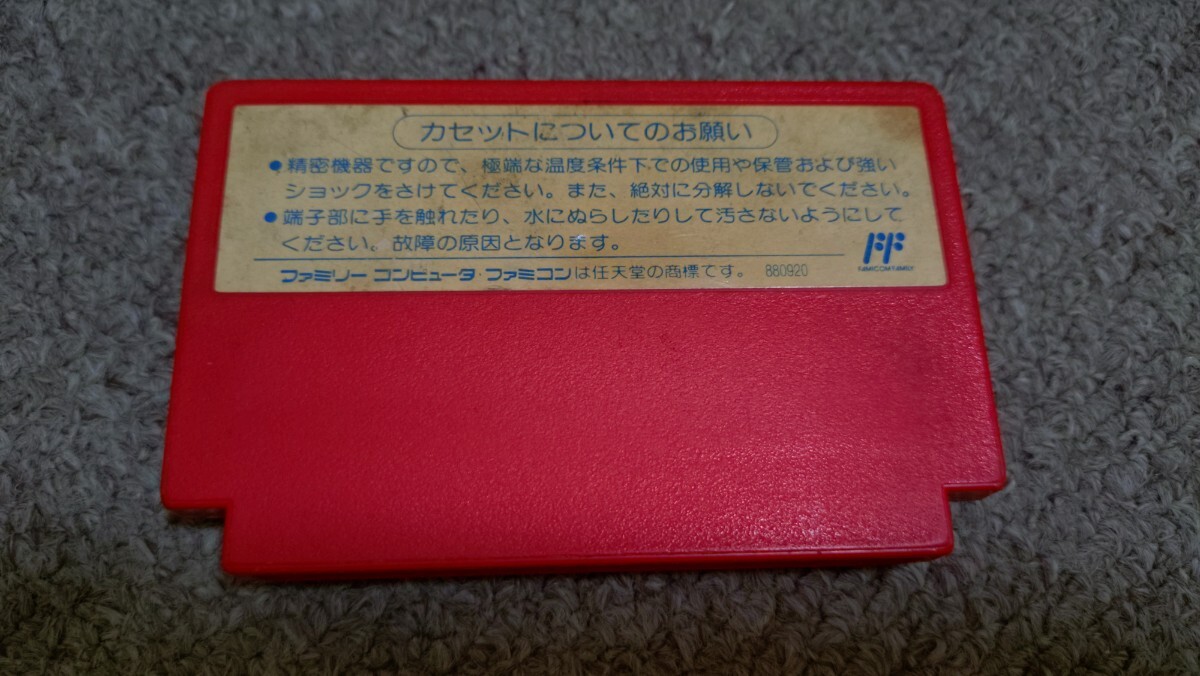 カセットについてのお願い
●精密機器ですので、極端な温度条件下での使用や保管および強い
ショックをさけてください。また、絶対に分解しないでください。
●端子部に手を触れたり、水にぬらしたりして汚さないようにして
ください。故障の原因となります。
FAMICOM FAMILY
ファミリー コンピュータ・ファミコンは任天堂の商標です。 880920